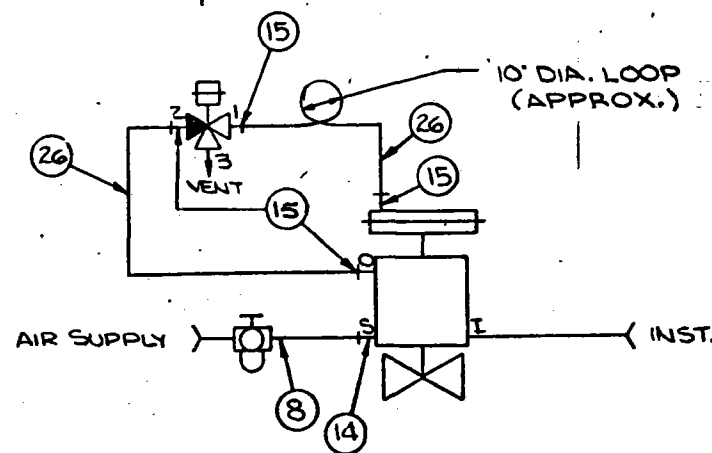 15
10" DIA. LOOP
(APPROX.)
2
1
26
3
VENT
26
15
15
O
AIR SUPPLY
S
I
INST.
8
14